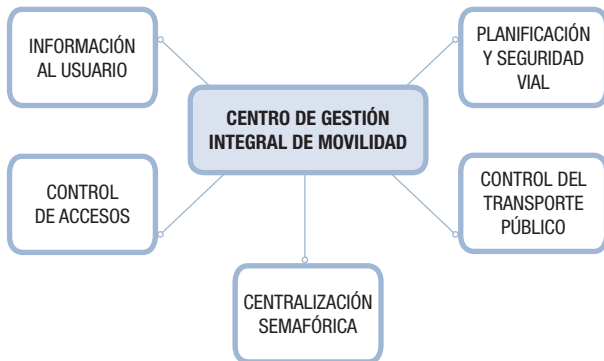 INFORMACIÓN
AL USUARIO
PLANIFICACIÓN
Y SEGURIDAD
VIAL
CENTRO DE GESTIÓN
INTEGRAL DE MOVILIDAD
CONTROL
DE ACCESOS
CONTROL DEL
TRANSPORTE
PÚBLICO
CENTRALIZACIÓN
SEMAFÓRICA